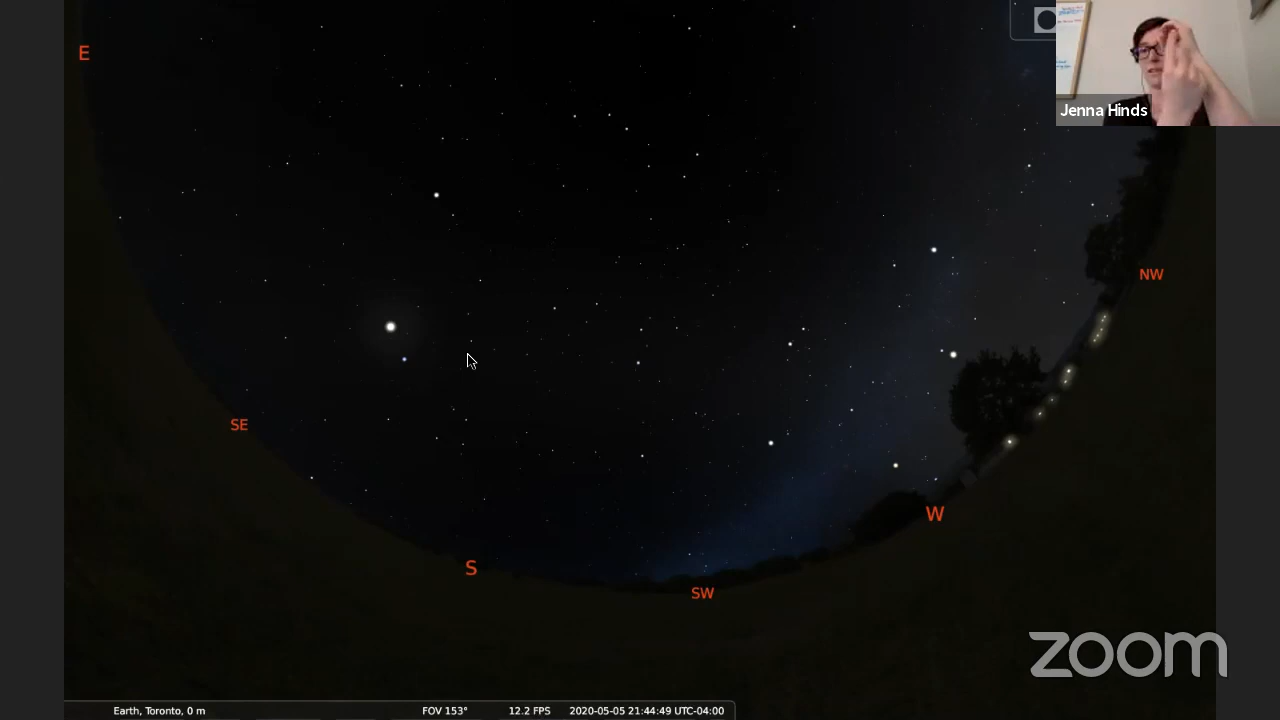 E
Jenna Hinds
NW
SE
W
S
SW
zoom
Earth, Toronto, 0 m FOV 153° 12.2 FPS 2020-05-05 21:44:49 UTC-04:00